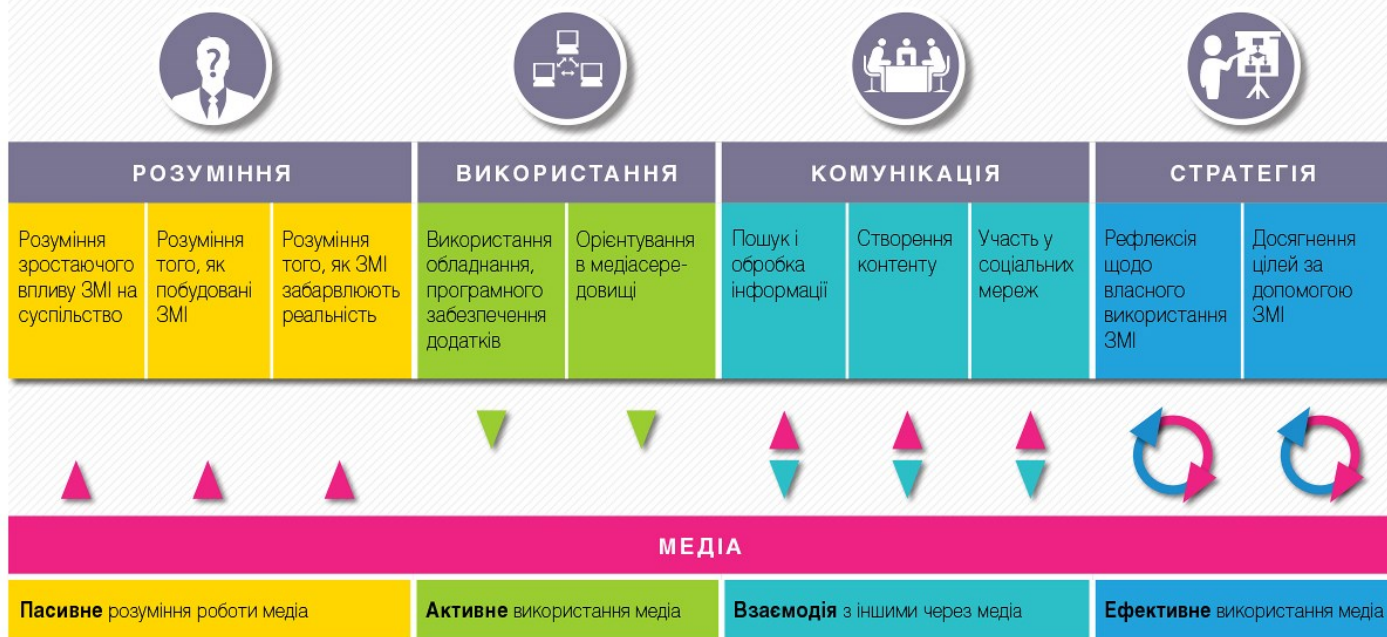 ?
РОЗУМІННЯ
ВИКОРИСТАННЯ
КОМУНІКАЦІЯ
СТРАТЕГІЯ
Розуміння
зростаючого
впливу ЗМІ на
суспільство
Розуміння
того, як
побудовані
ЗМІ
Розуміння
того, як ЗМІ
забарвлюють
реальність
Використання
обладнання,
програмного
забезпечення
додатків
Орієнтування
в медіасере-
довищі
Пошук і
обробка
інформації
Створення
контенту
Участь у
соціальних
мереж
Рефлексія
щодо
власного
використання
ЗМІ
Досягнення
цілей за
допомогою
ЗМІ
МЕДІА
Пасивне розуміння роботи медіа
Активне використання медіа
Взаємодія з іншими через медіа
Ефективне використання медіа